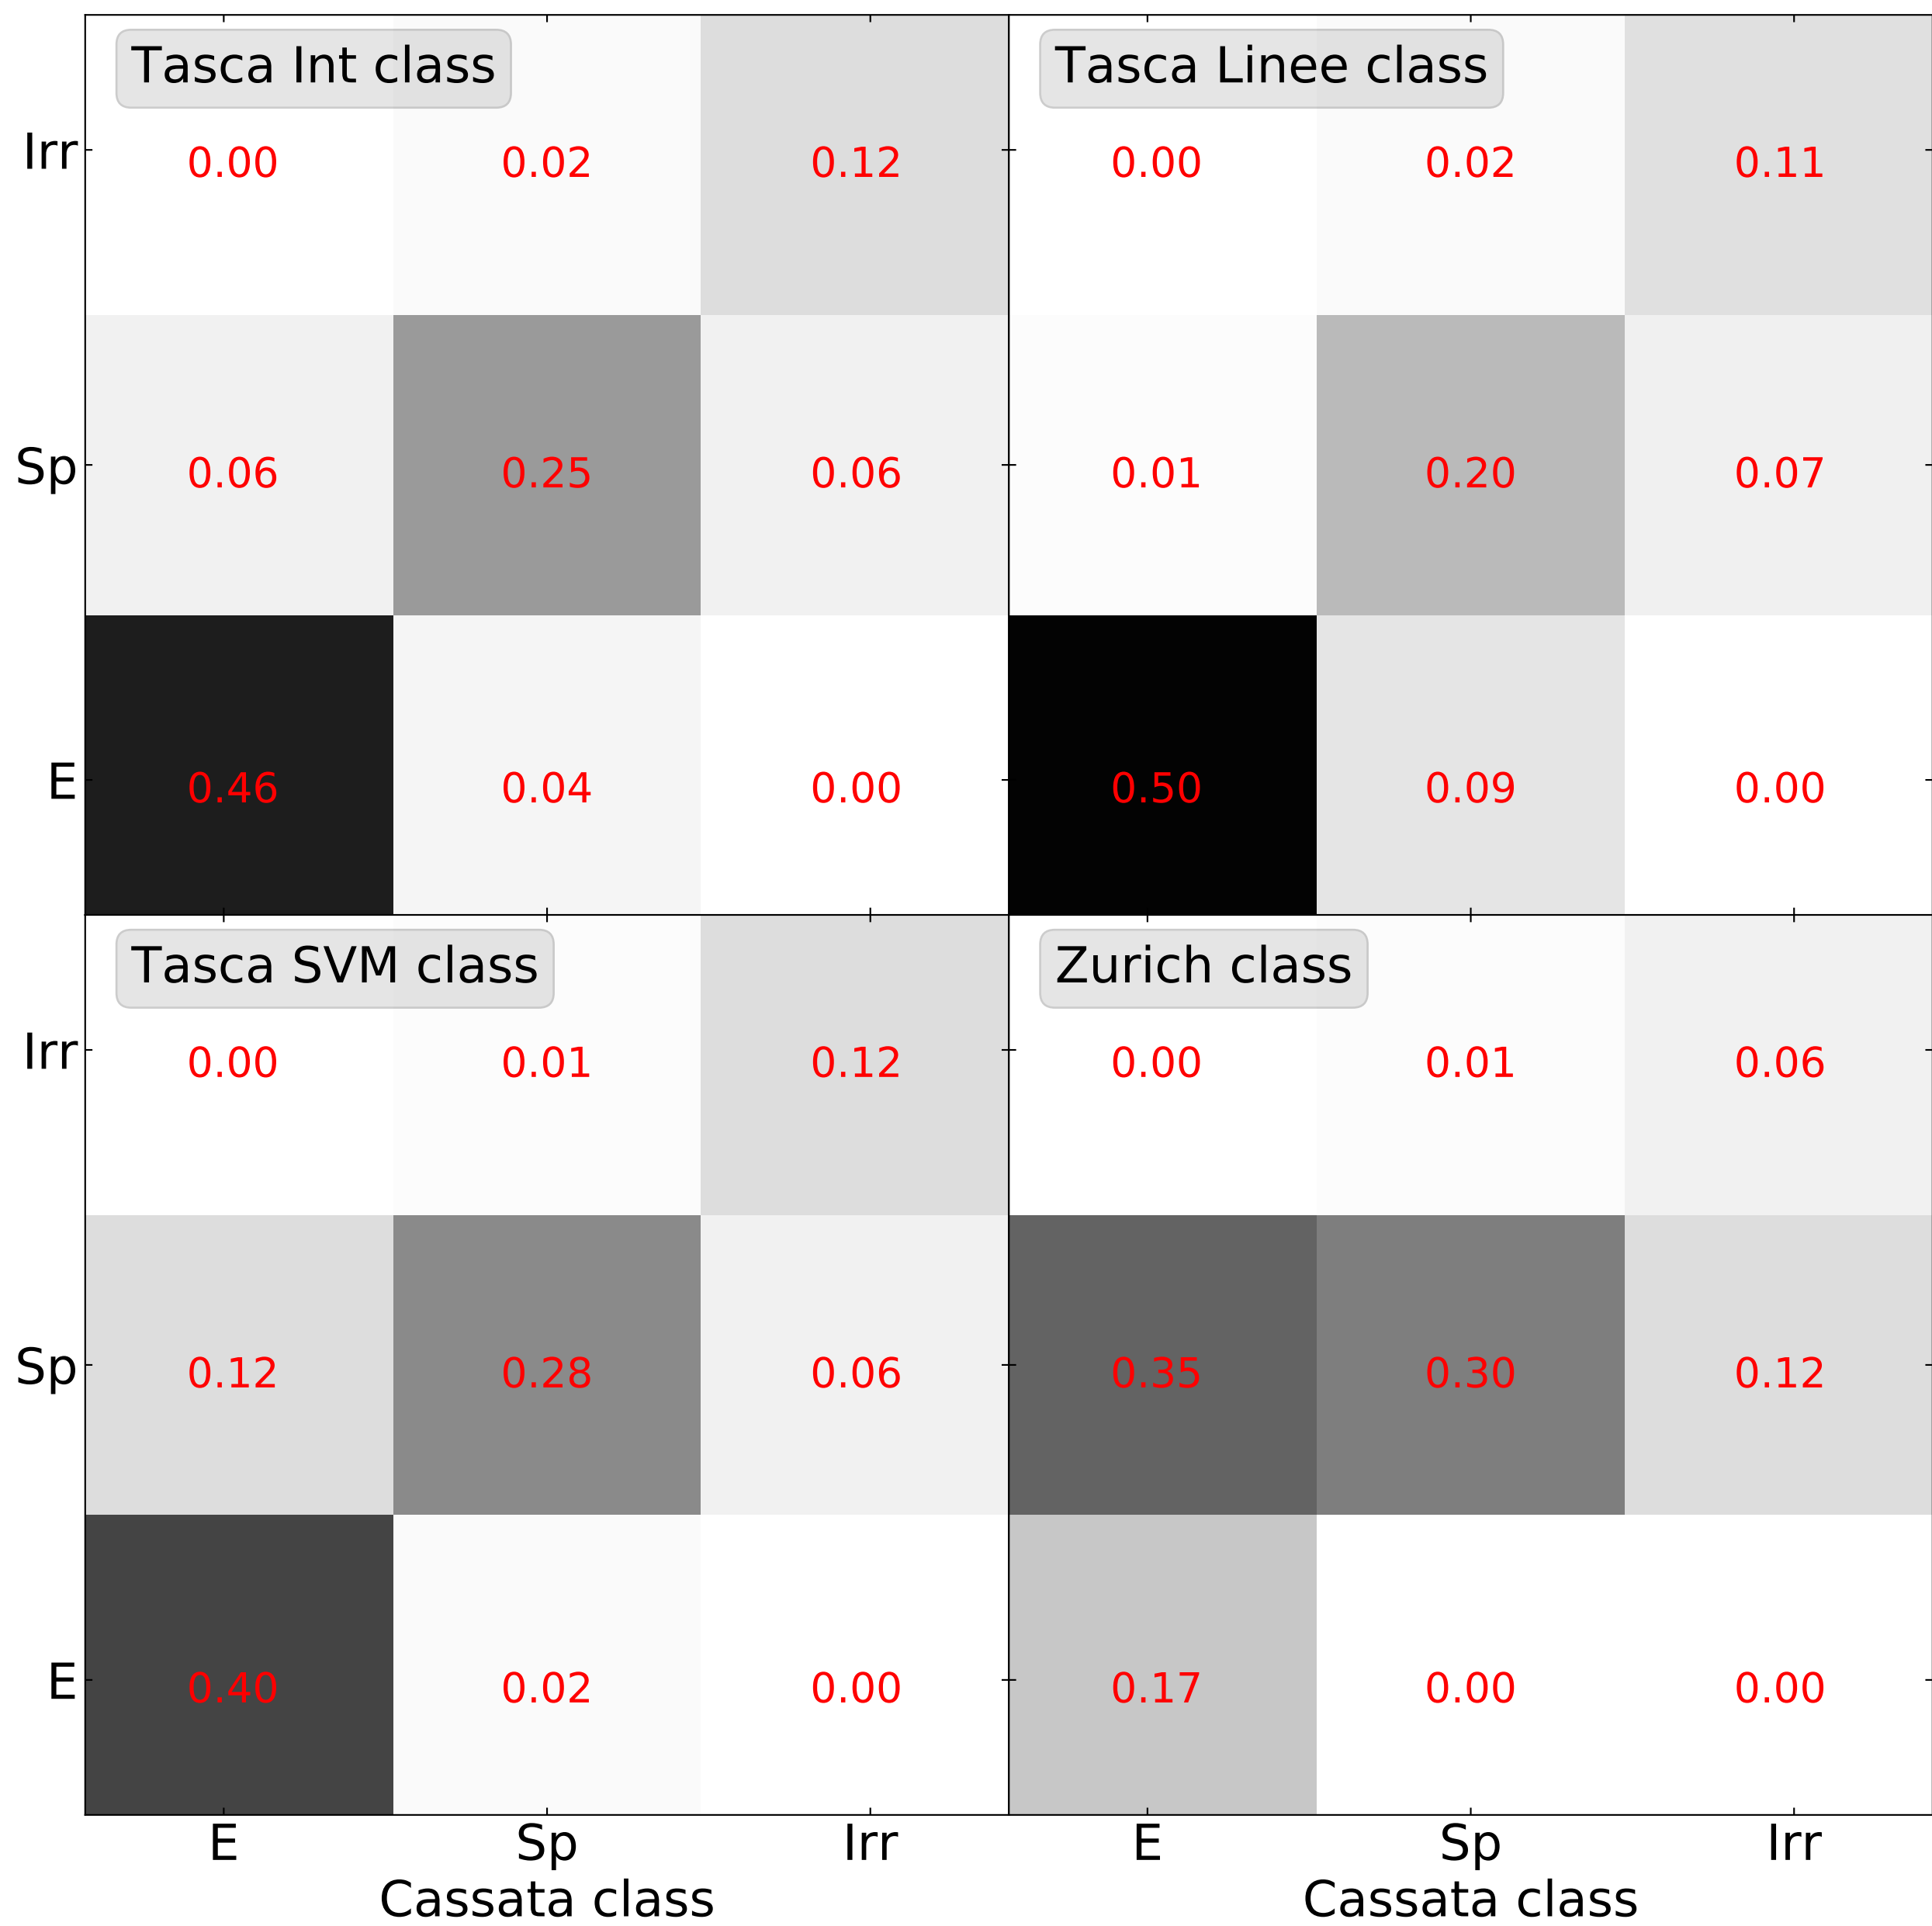 Tasca Int class
Tasca Linee class
Irr
0.00 0.02 0.12 0.00 0.02 0.11
Sp
0.06 0.25 0.06 0.01 0.20 0.07
E
0.46 0.04 0.00 0.50 0.09 0.00
Tasca SVM class
Zurich class
Irr
0.00 0.01 0.12 0.00 0.01 0.06
Sp
0.12 0.28 0.06 0.35 0.30 0.12
E
0.40 0.02 0.00 0.17 0.00 0.00
E Sp Irr E Sp Irr
Cassata class
Cassata class